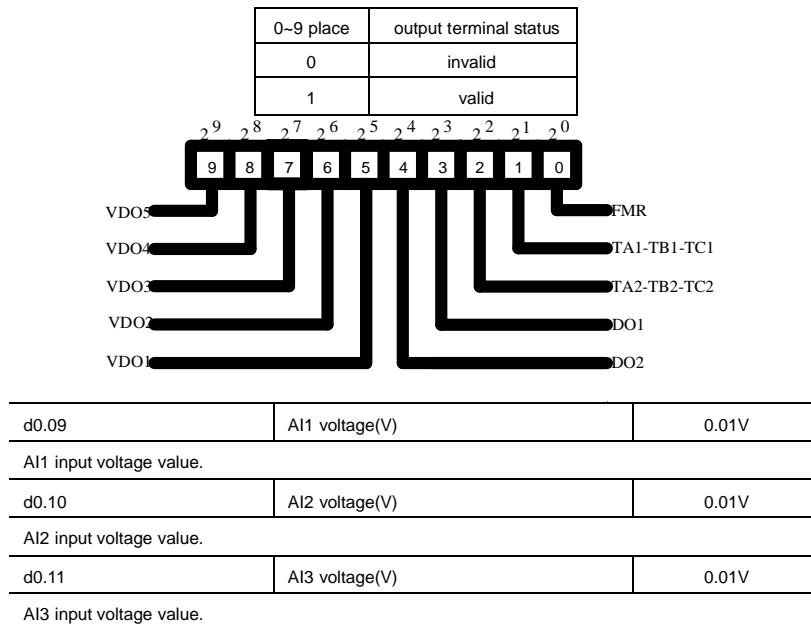 0~9 place output terminal status
0 invalid
1 valid
2^9 2^8 2^7 2^6 2^5 2^4 2^3 2^2 2^1 2^0
9 8 7 6 5 4 3 2 1 0
VDO5 FMR
VDO4 TA1-TB1-TC1
VDO3 TA2-TB2-TC2
VDO2 DO1
VDO1 DO2
d0.09 AI1 voltage(V) 0.01V
AI1 input voltage value.
d0.10 AI2 voltage(V) 0.01V
AI2 input voltage value.
d0.11 AI3 voltage(V) 0.01V
AI3 input voltage value.